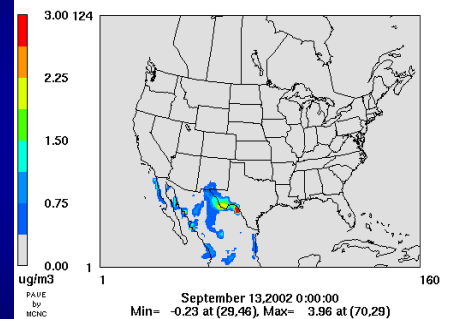 3.00 124
2.25
1.50
0.75
0.00 1
ug/m3 1 160
PAVE
by
MCNC
September 13,2002 0:00:00
Min= -0.23 at (29,46), Max= 3.96 at (70,29)